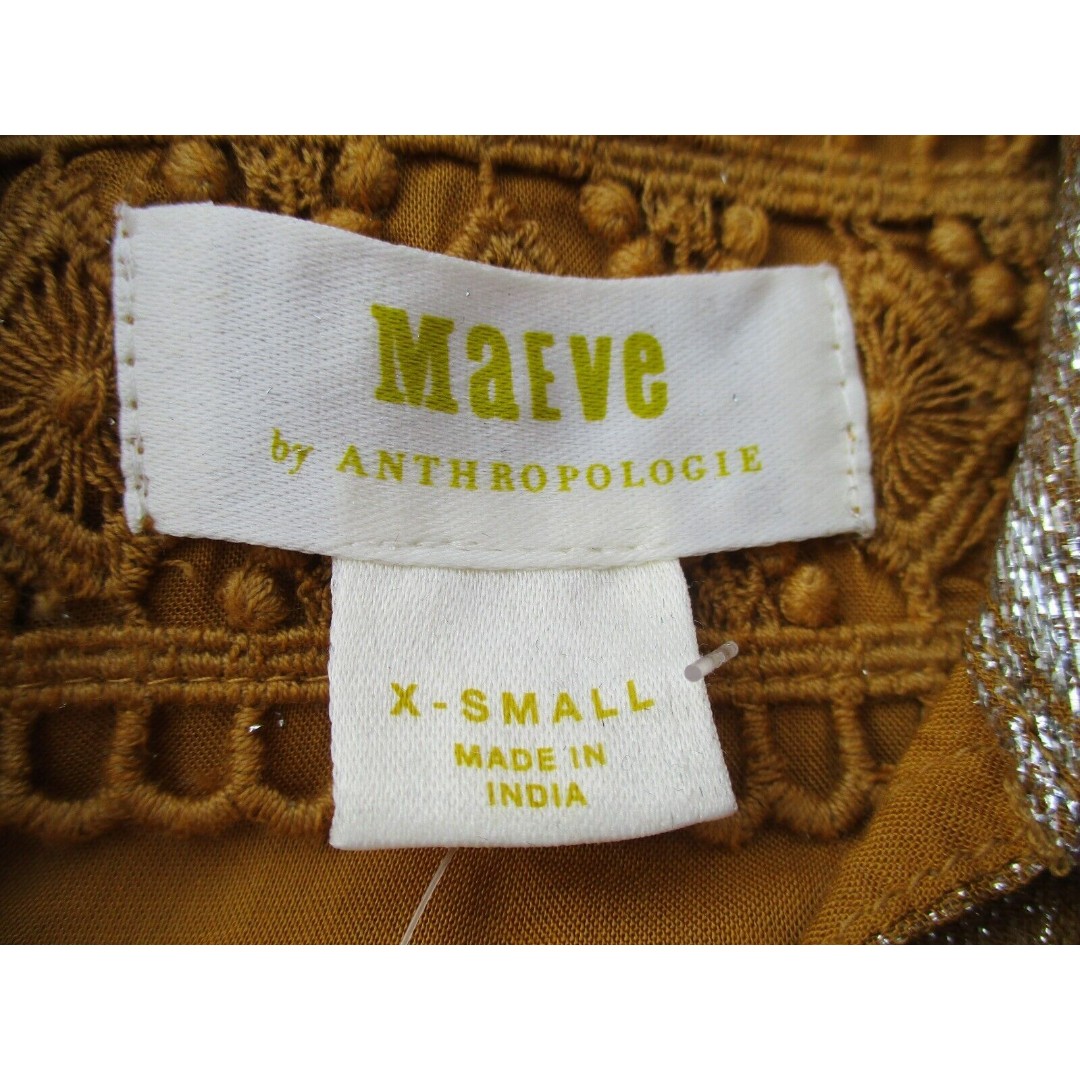 MaEve
by ANTHROPOLOGIE
X-SMALL
MADE IN
INDIA